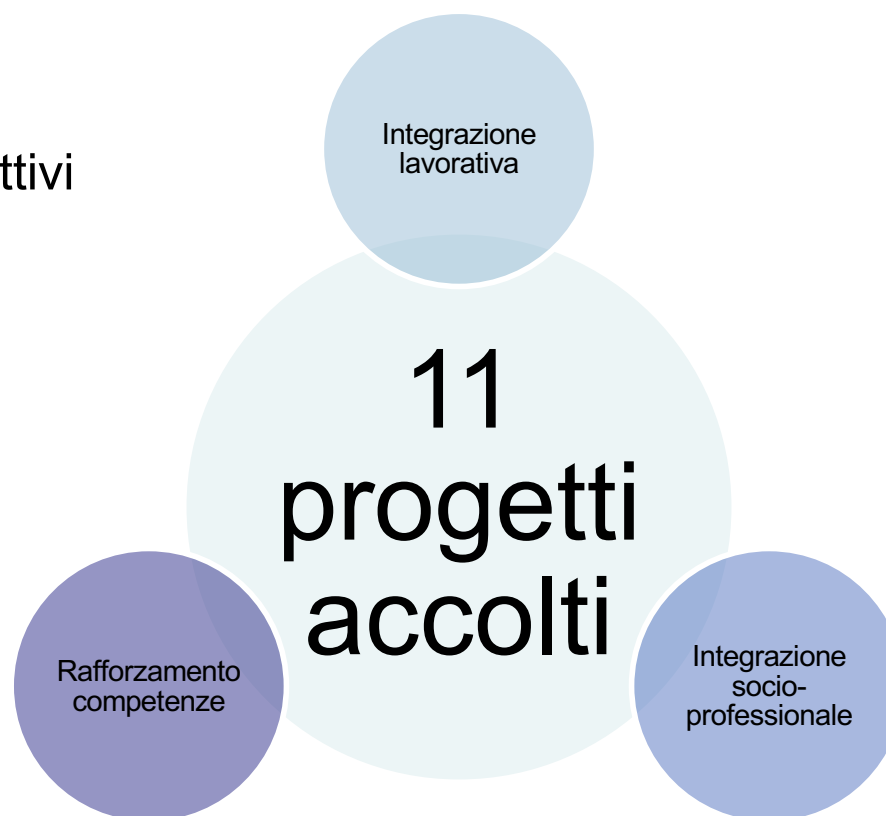 Integrazione
lavorativa
ttivi
11
progetti
accolti
Rafforzamento
competenze
Integrazione
socio-
professionale